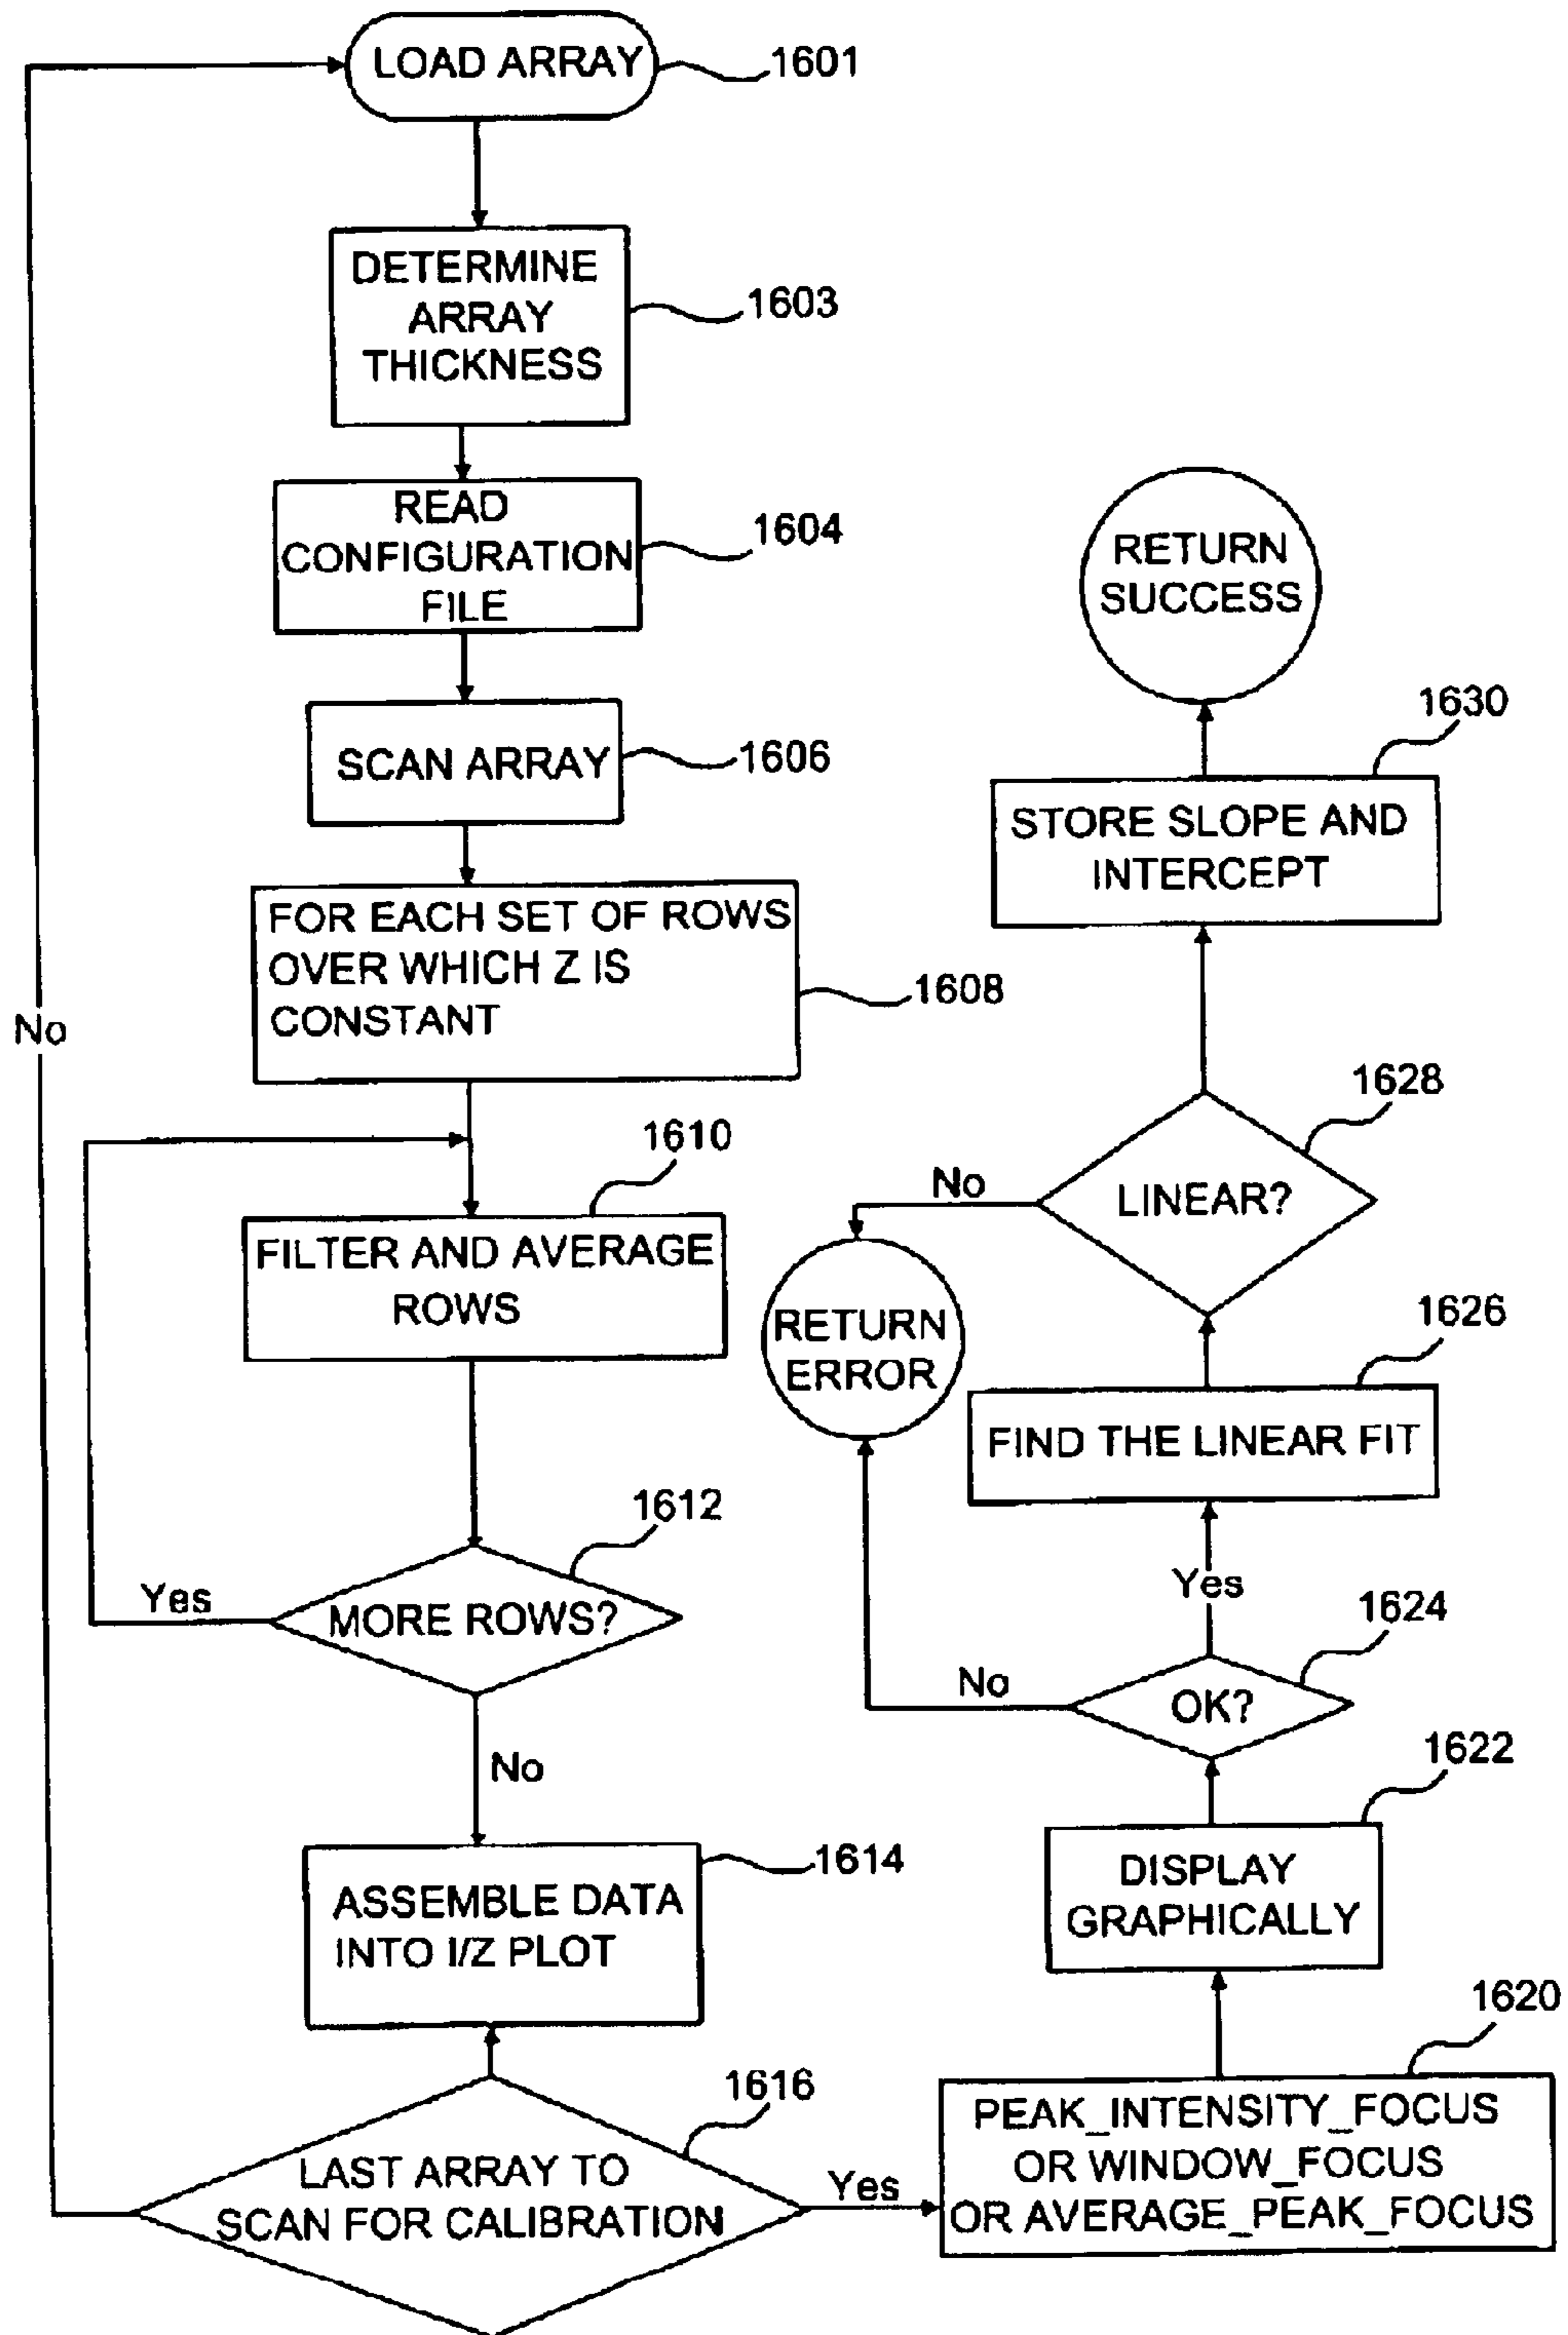 LOAD ARRAY
1601
DETERMINE
ARRAY
THICKNESS
1603
READ
CONFIGURATION
FILE
1604
SCAN ARRAY
1606
FOR EACH SET OF ROWS
OVER WHICH Z IS
CONSTANT
1608
No
1610
FILTER AND AVERAGE
ROWS
1612
Yes
MORE ROWS?
No
1614
ASSEMBLE DATA
INTO I/Z PLOT
1616
LAST ARRAY TO
SCAN FOR CALIBRATION
Yes
1620
PEAK_INTENSITY_FOCUS
OR WINDOW_FOCUS
OR AVERAGE_PEAK_FOCUS
1622
DISPLAY
GRAPHICALLY
1624
OK?
No
Yes
1626
FIND THE LINEAR FIT
1628
LINEAR?
No
RETURN
ERROR
1630
STORE SLOPE AND
INTERCEPT
RETURN
SUCCESS